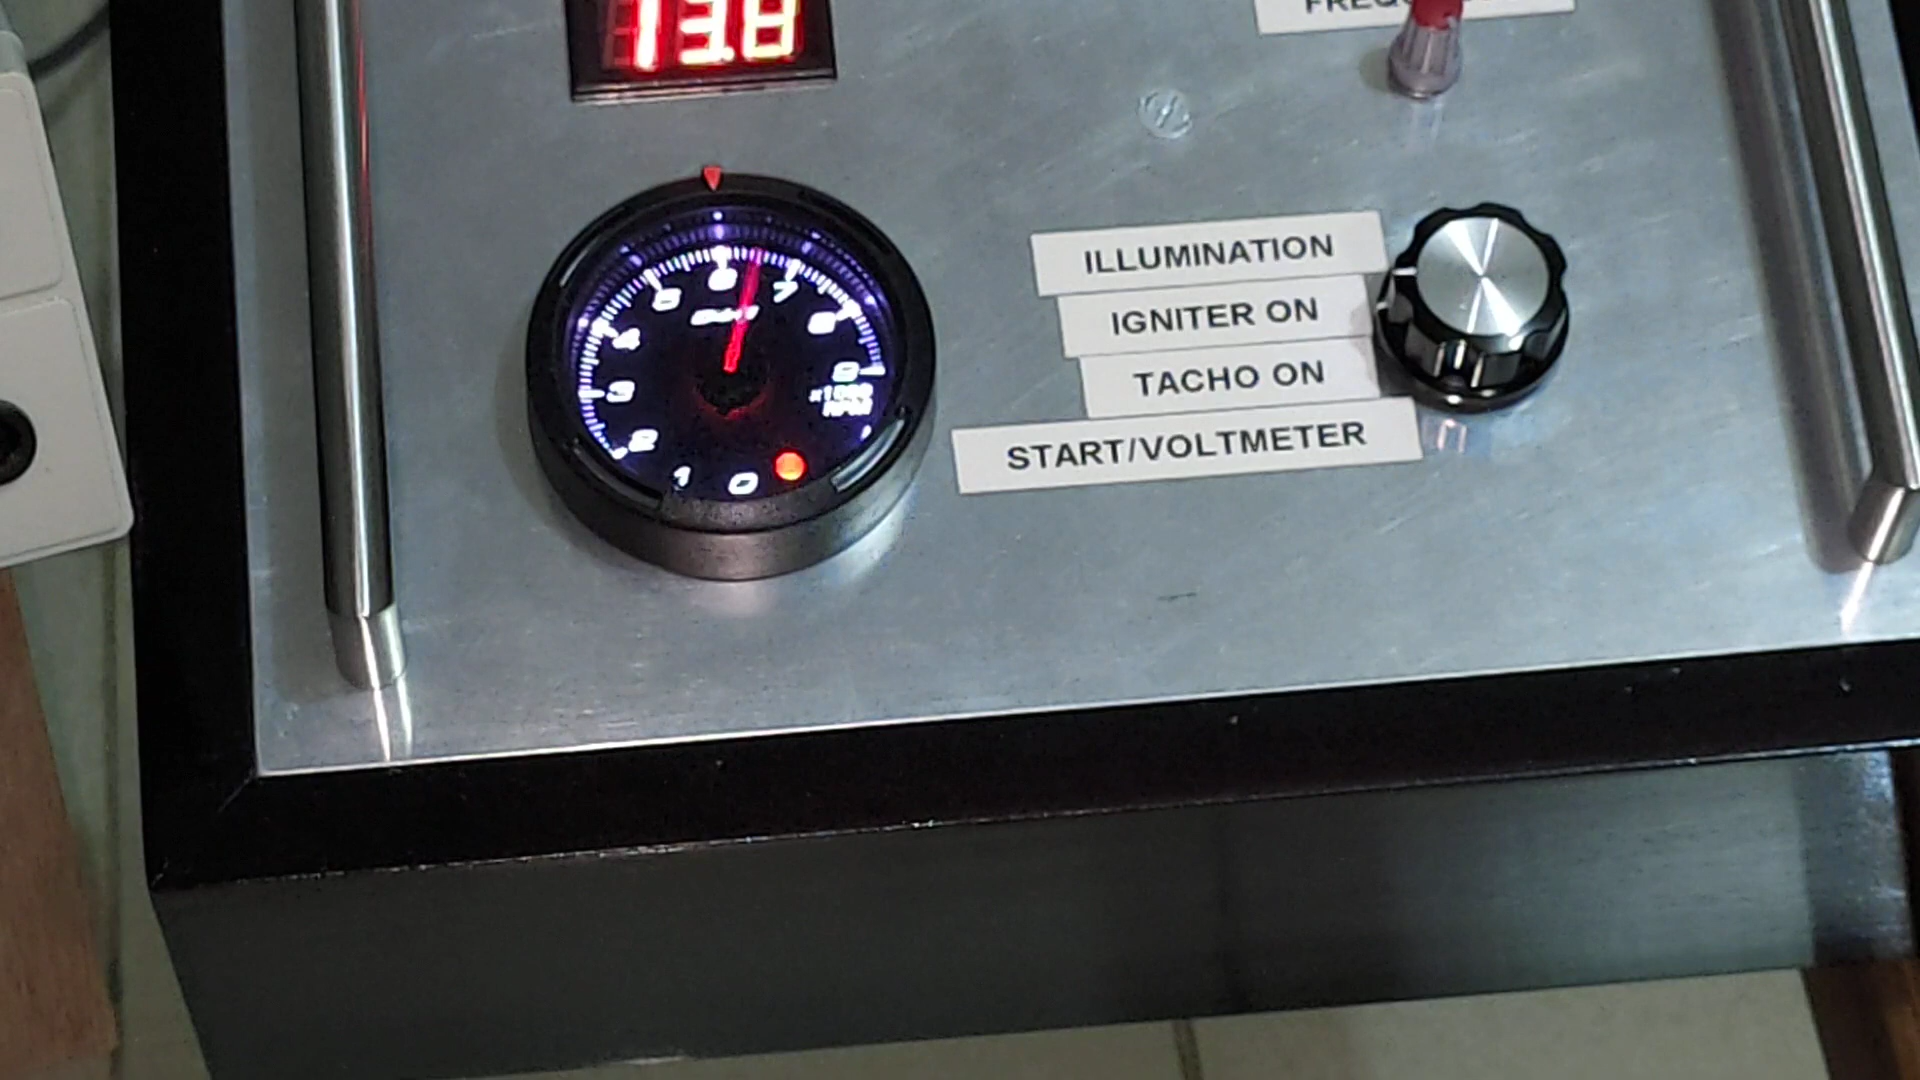 13.8
ILLUMINATION
IGNITER ON
TACHO ON
START/VOLTMETER
6
5
7
4
8
3
9
x1000
RPM
2
1
0